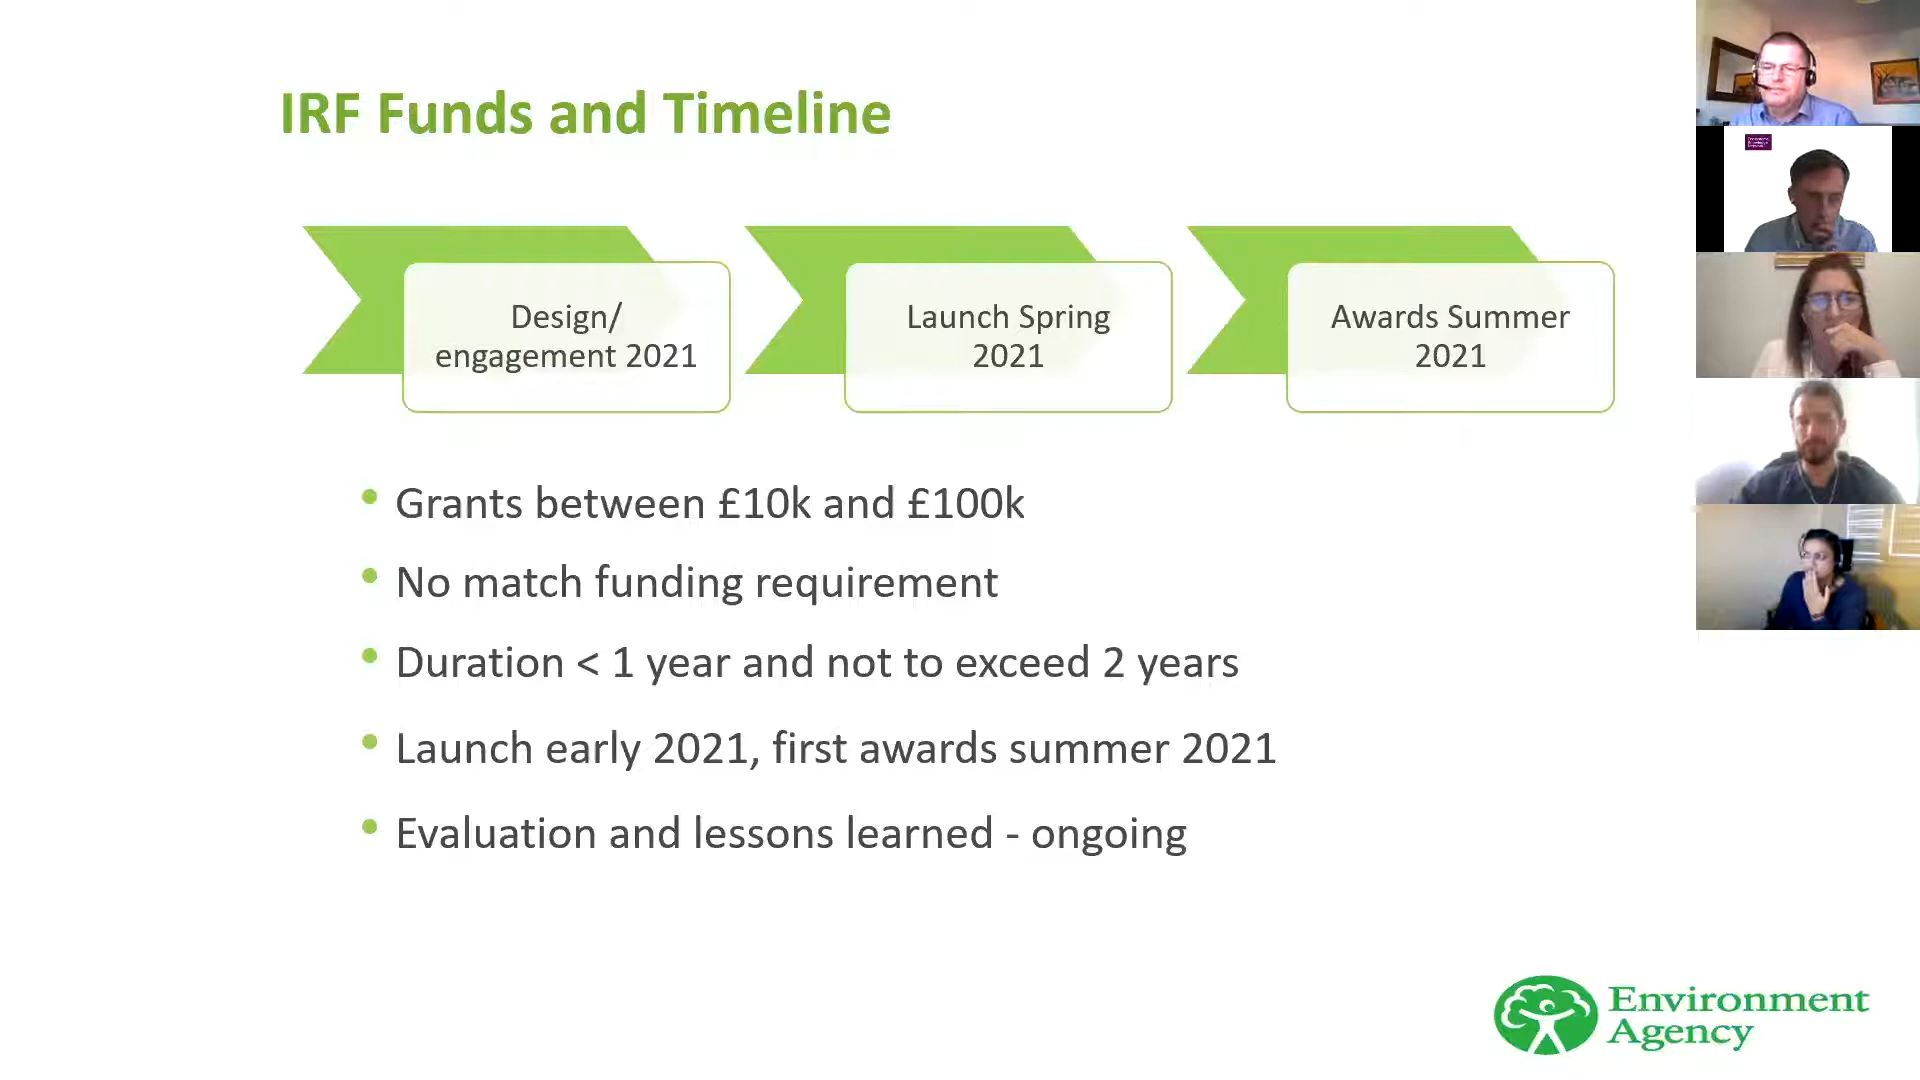 IRF Funds and Timeline
Design/
engagement 2021
Launch Spring
2021
Awards Summer
2021
Grants between £10k and £100k
No match funding requirement
Duration < 1 year and not to exceed 2 years
Launch early 2021, first awards summer 2021
Evaluation and lessons learned - ongoing
Environment
Agency